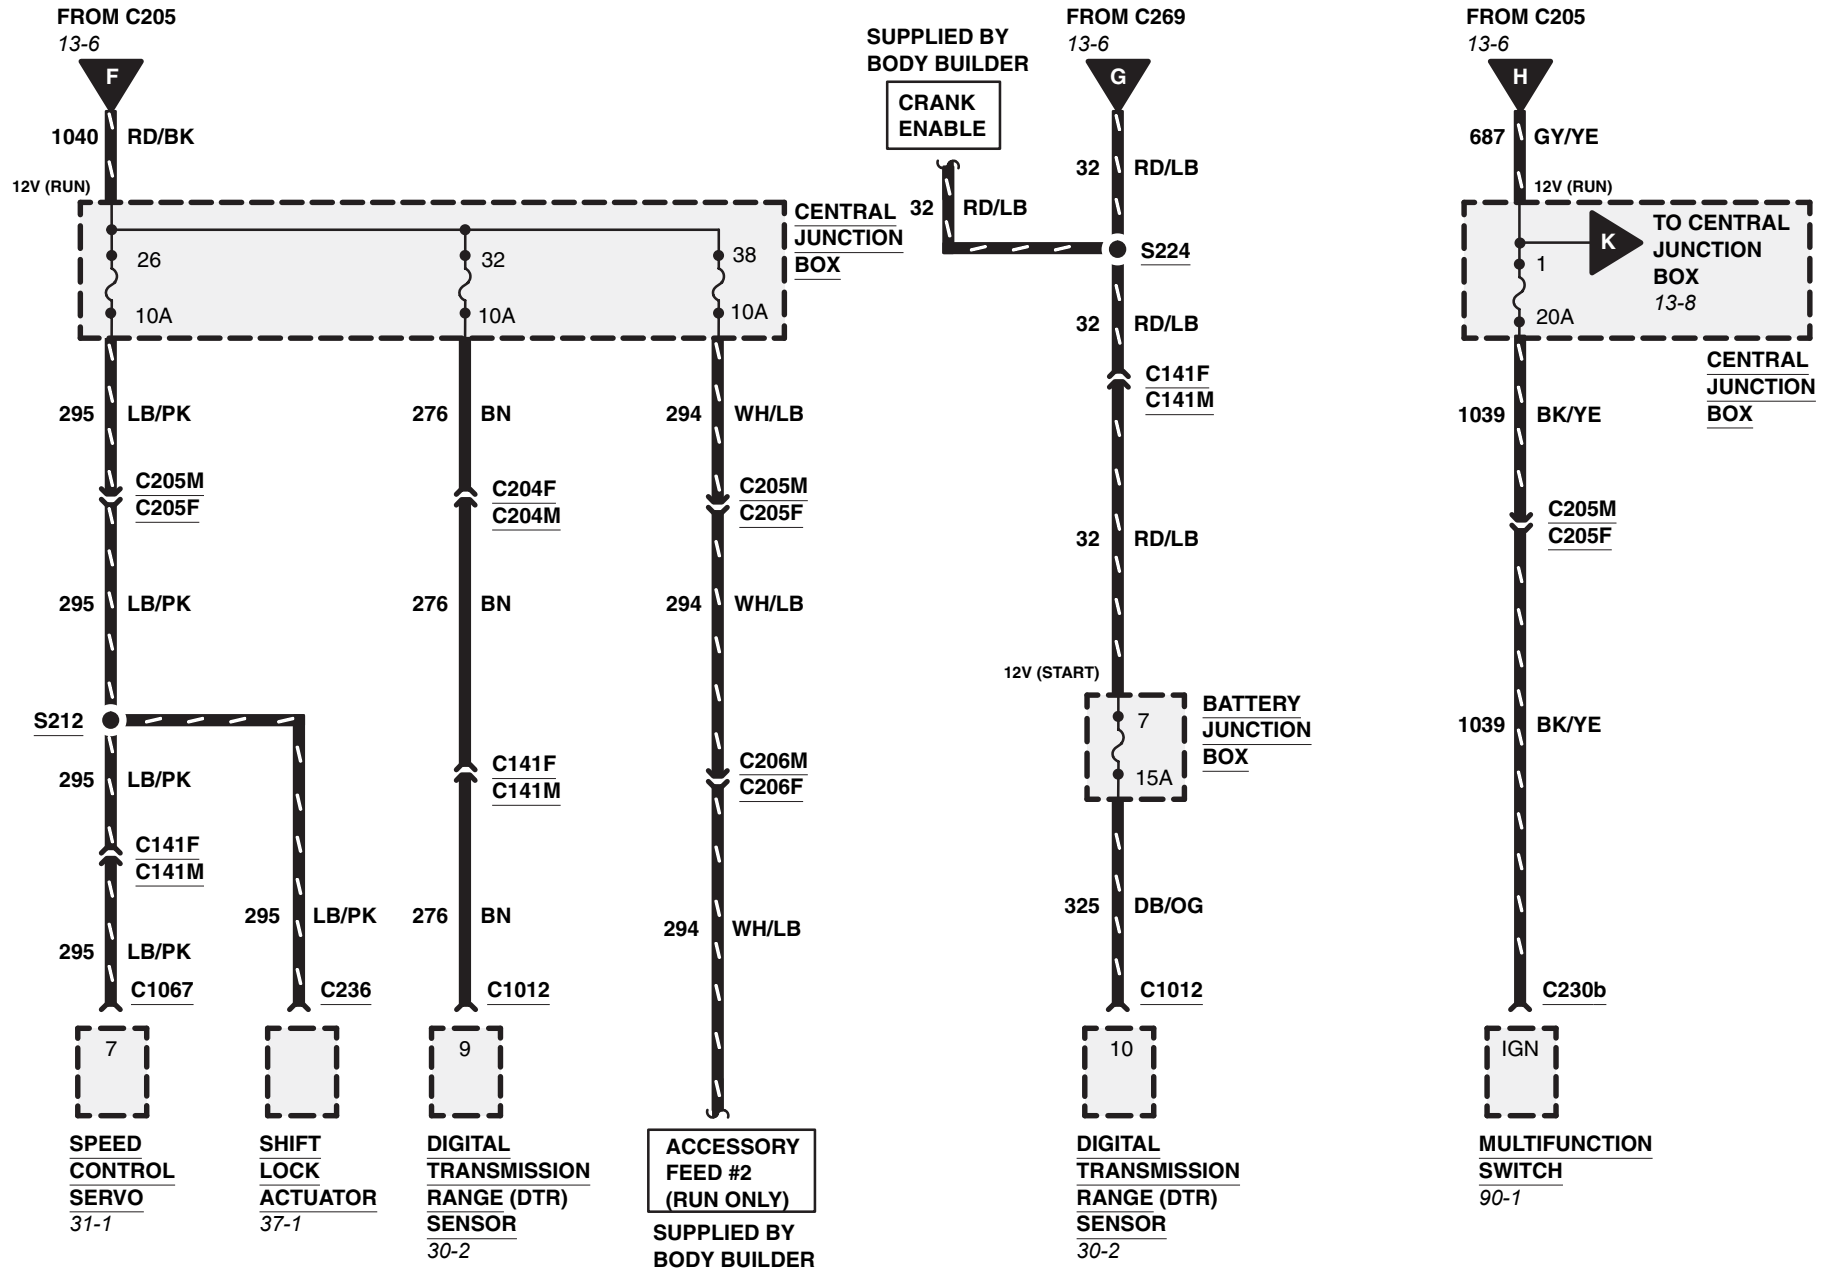 FROM C205
13-6
F
1040 RD/BK
12V (RUN)
26
10A
32
10A
38
10A
CENTRAL
JUNCTION
BOX
295 LB/PK
C205M
C205F
295 LB/PK
S212
295 LB/PK
C141F
C141M
295 LB/PK
C1067
7
SPEED
CONTROL
SERVO
31-1
295 LB/PK
C236
SHIFT
LOCK
ACTUATOR
37-1
276 BN
C204F
C204M
276 BN
C141F
C141M
276 BN
C1012
9
DIGITAL
TRANSMISSION
RANGE (DTR)
SENSOR
30-2
294 WH/LB
C205M
C205F
294 WH/LB
C206M
C206F
294 WH/LB
ACCESSORY
FEED #2
(RUN ONLY)
SUPPLIED BY
BODY BUILDER
SUPPLIED BY
BODY BUILDER
CRANK
ENABLE
32 RD/LB
FROM C269
13-6
G
32 RD/LB
S224
32 RD/LB
C141F
C141M
32 RD/LB
12V (START)
7
15A
BATTERY
JUNCTION
BOX
325 DB/OG
C1012
10
DIGITAL
TRANSMISSION
RANGE (DTR)
SENSOR
30-2
FROM C205
13-6
H
687 GY/YE
12V (RUN)
K
TO CENTRAL
JUNCTION
BOX
13-8
1
20A
CENTRAL
JUNCTION
BOX
1039 BK/YE
C205M
C205F
1039 BK/YE
C230b
IGN
MULTIFUNCTION
SWITCH
90-1